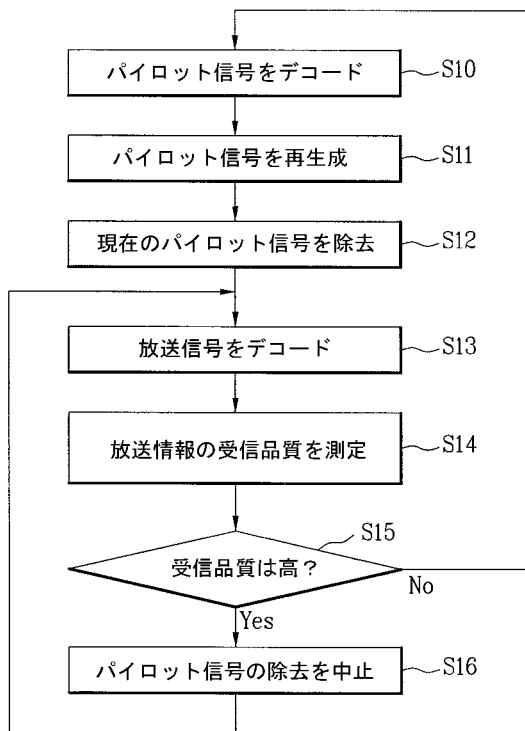 パイロット信号をデコード S10
パイロット信号を再生成 S11
現在のパイロット信号を除去 S12
放送信号をデコード S13
放送情報の受信品質を測定 S14
S15
受信品質は高？
No
Yes
パイロット信号の除去を中止 S16